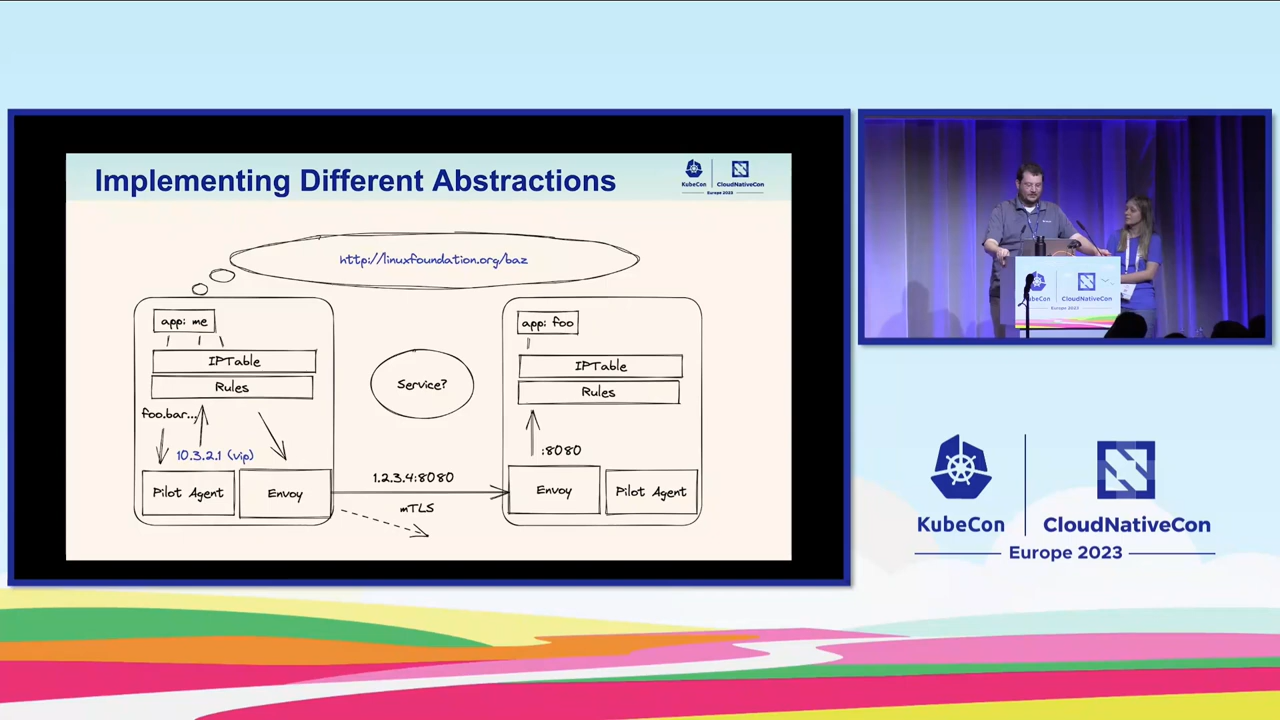 Implementing Different Abstractions
KubeCon
CloudNativeCon
Europe 2023
http://linuxfoundation.org/baz
app: me
IPTable
Rules
foo.bar...
10.3.2.1 (vip)
Pilot Agent
Envoy
Service?
1.2.3.4:8080
mTLS
app: foo
IPTable
Rules
:8080
Envoy
Pilot Agent
KubeCon
CloudNativeCon
Europe 2023
KubeCon
CloudNativeCon
Europe 2023